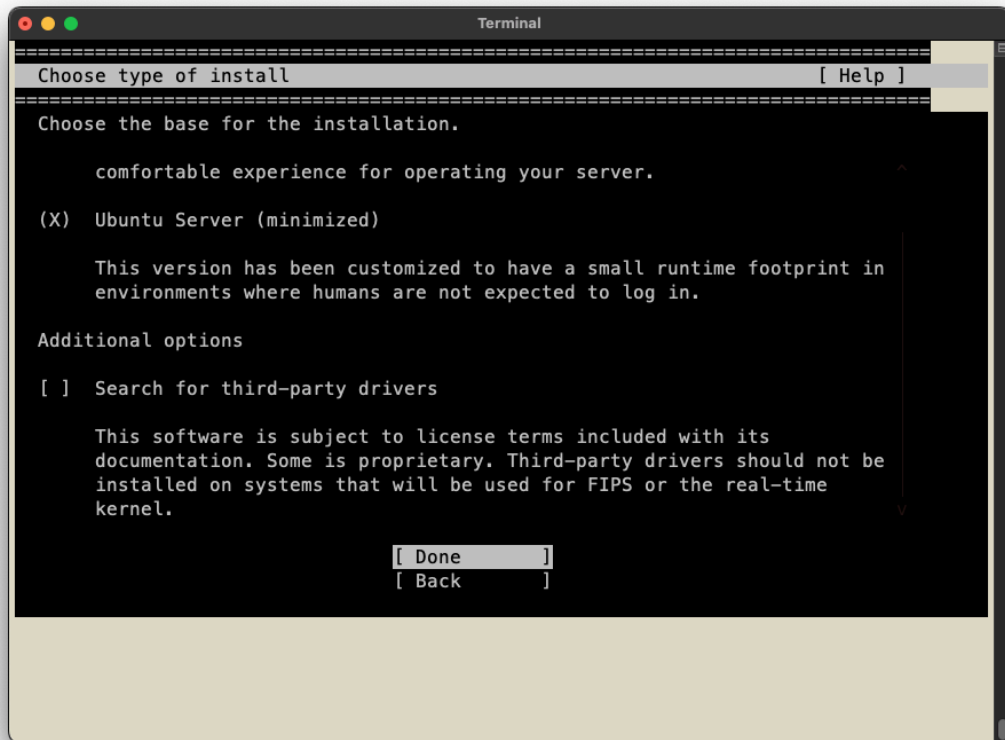 Terminal
================================================================================
Choose type of install [ Help ]
================================================================================
Choose the base for the installation.
comfortable experience for operating your server.
^
(X) Ubuntu Server (minimized)
This version has been customized to have a small runtime footprint in
environments where humans are not expected to log in.
Additional options
[ ] Search for third-party drivers
This software is subject to license terms included with its
documentation. Some is proprietary. Third-party drivers should not be
installed on systems that will be used for FIPS or the real-time
kernel.
v
[ Done ]
[ Back ]